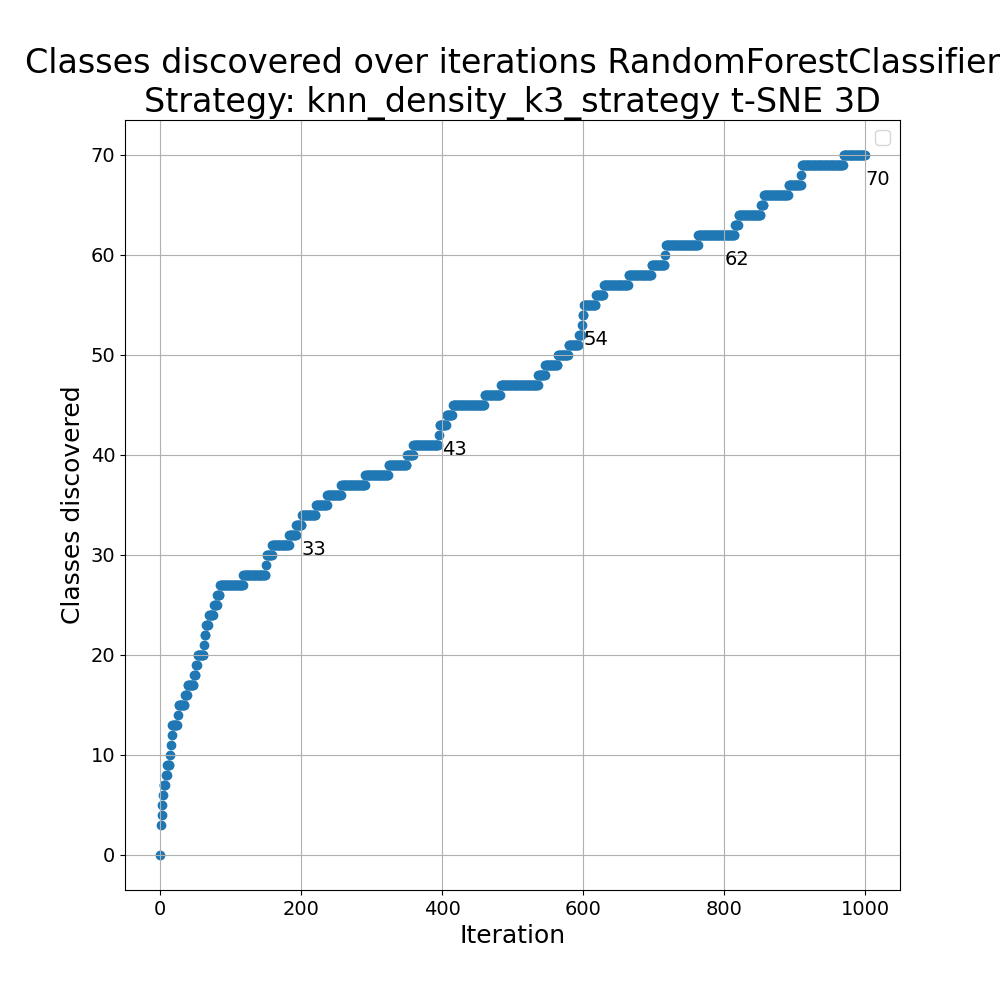 Classes discovered over iterations RandomForestClassifier
Strategy: knn_density_k3_strategy t-SNE 3D
70
60
50
40
30
20
10
0
Classes discovered
33
43
54
62
70
0 200 400 600 800 1000
Iteration